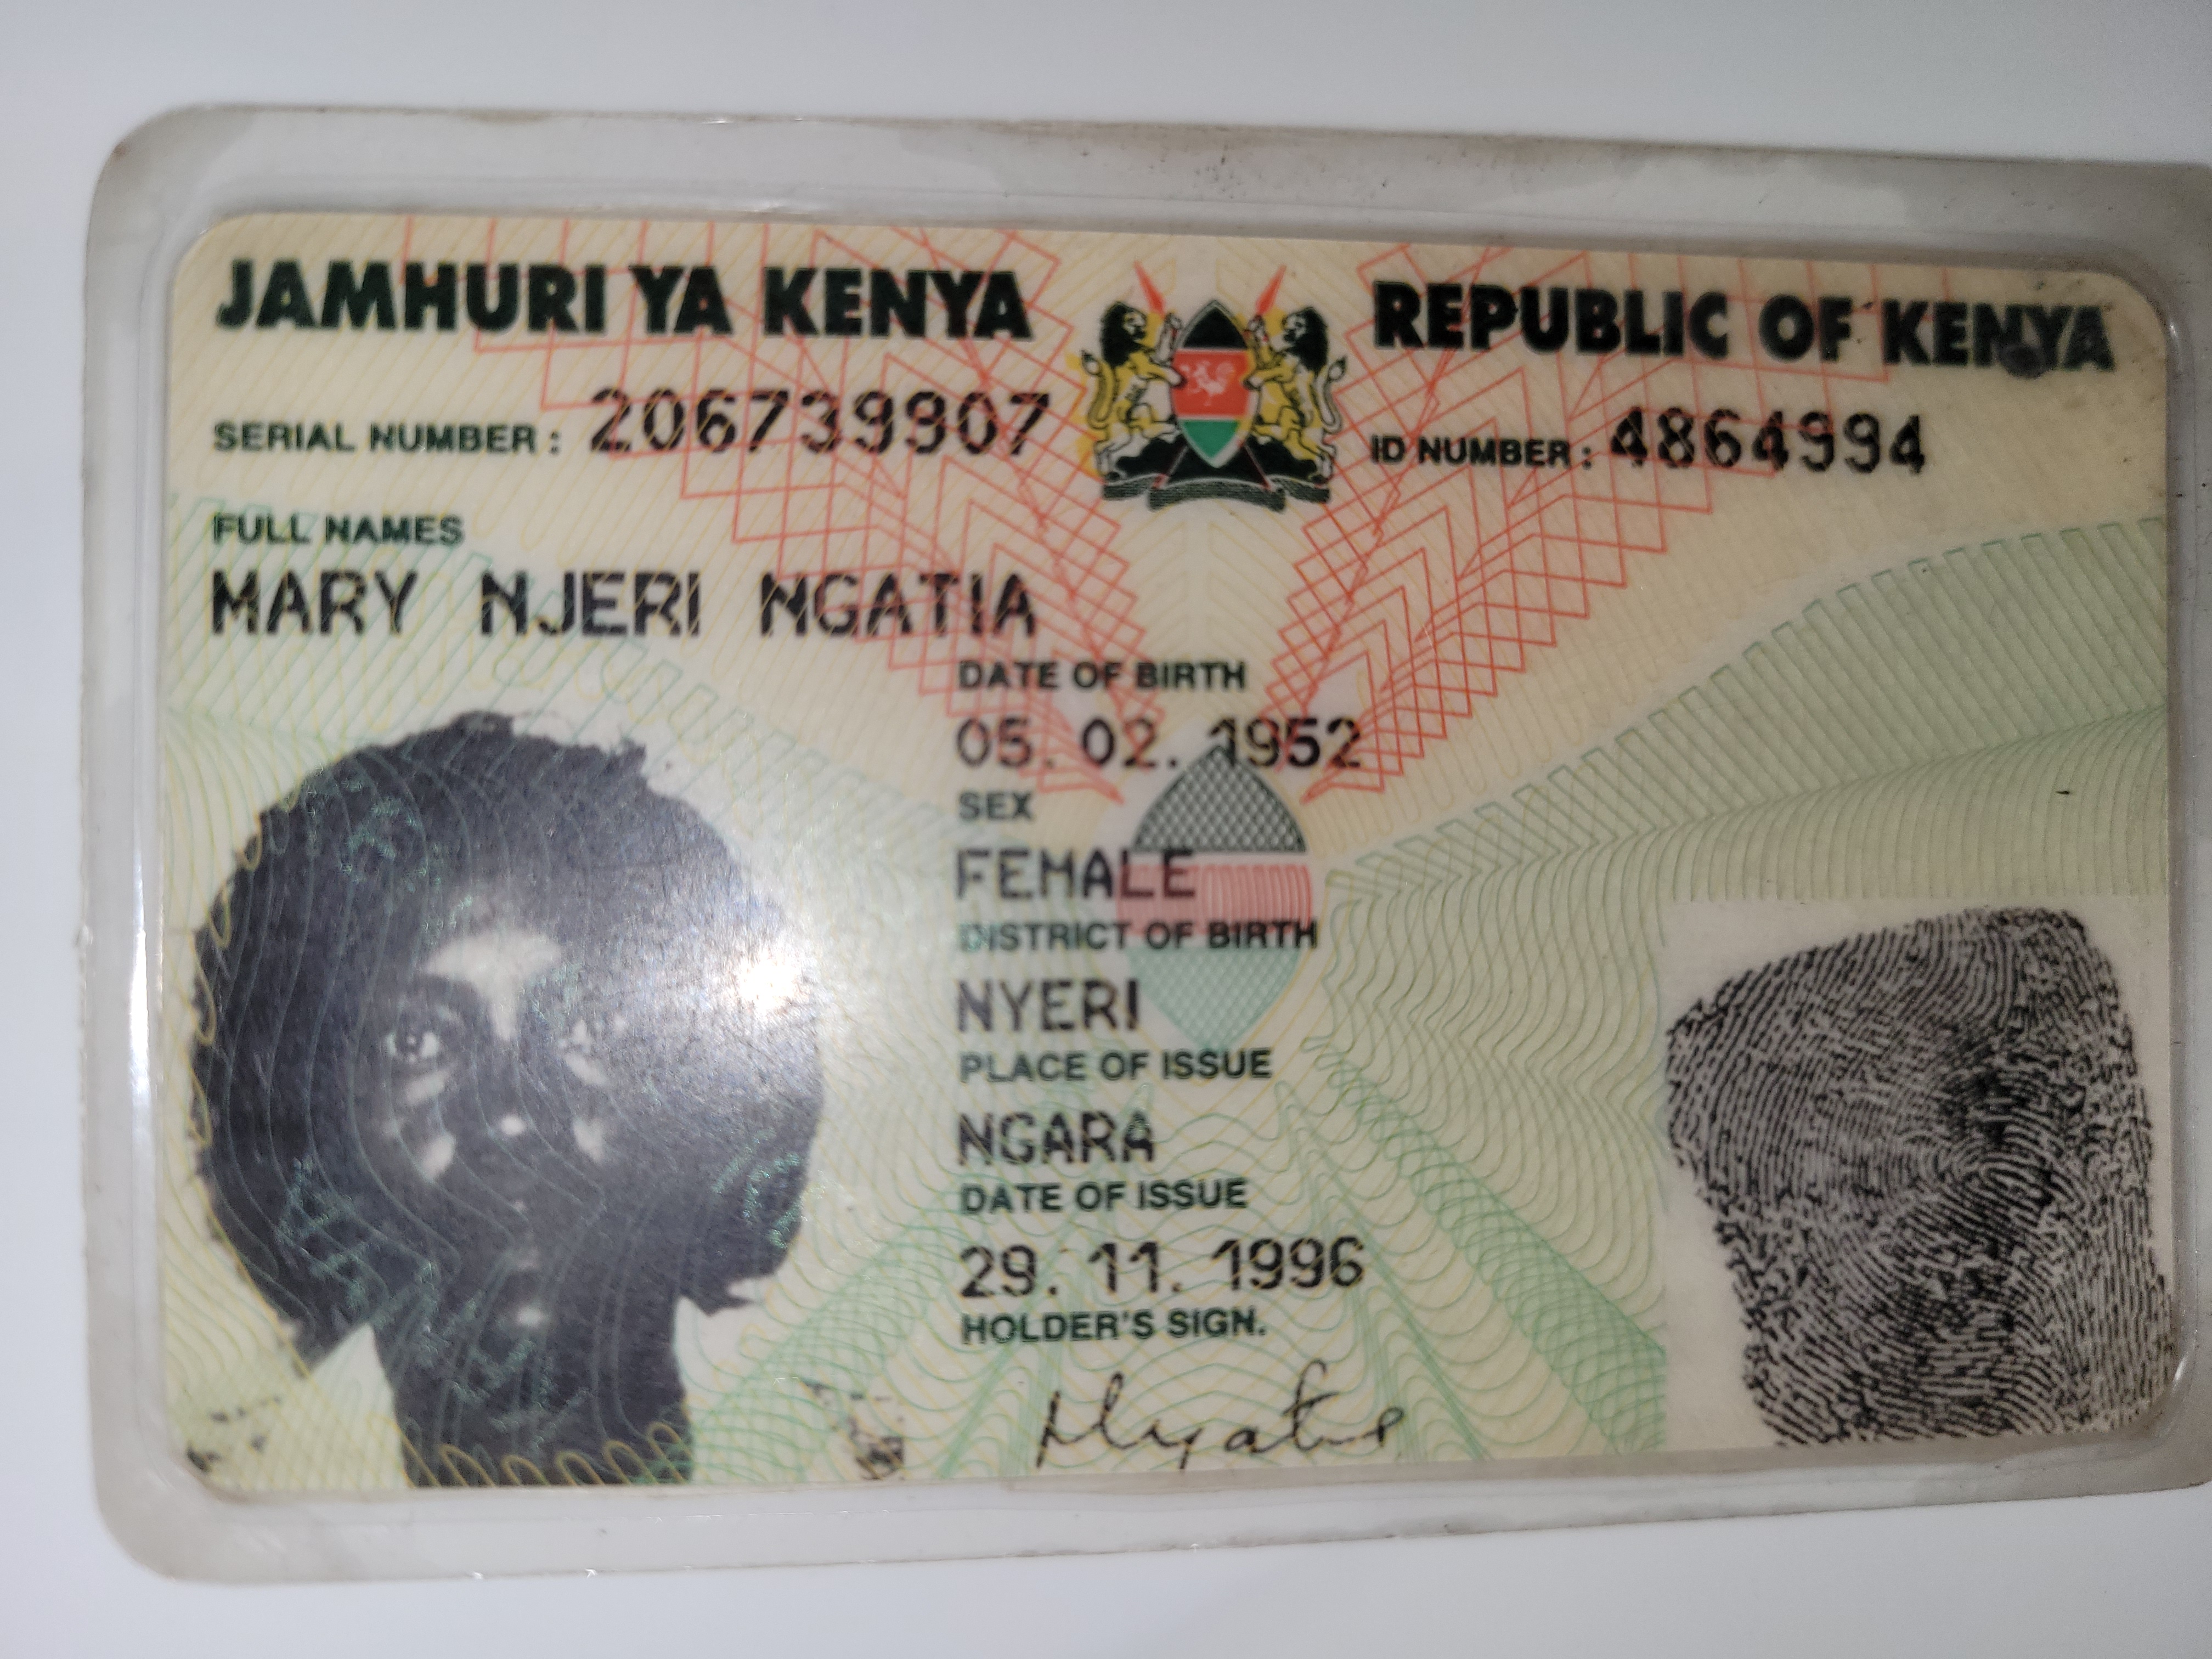 JAMHURI YA KENYA REPUBLIC OF KENYA
SERIAL NUMBER : 206739907 ID NUMBER : 4864994
FULL NAMES
MARY NJERI NGATIA
DATE OF BIRTH
05. 02. 1952
SEX
FEMALE
DISTRICT OF BIRTH
NYERI
PLACE OF ISSUE
NGARA
DATE OF ISSUE
29. 11. 1996
HOLDER'S SIGN.